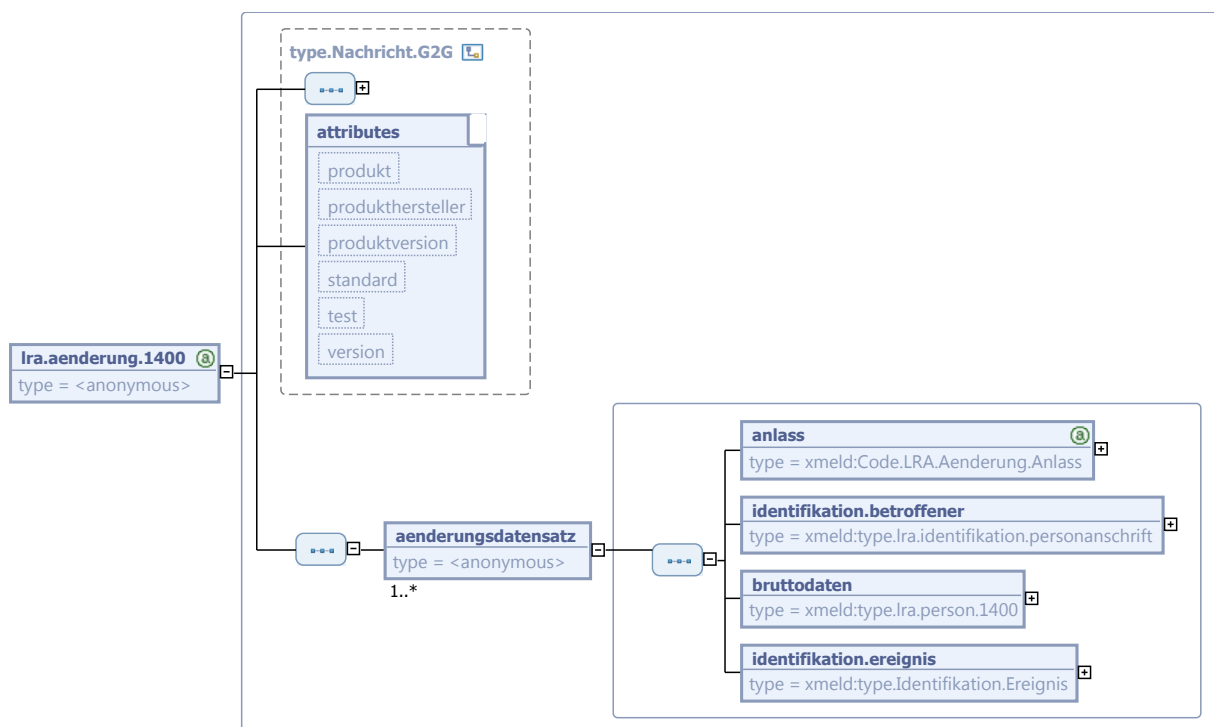 type.Nachricht.G2G
attributes
produkt
produkthersteller
produktversion
standard
test
version
lra.aenderung.1400 a
type = <anonymous>
aenderungsdatensatz
type = <anonymous>
1..*
anlass a
type = xmeld:Code.LRA.Aenderung.Anlass
identifikation.betroffener
type = xmeld:type.lra.identifikation.personanschrift
bruttodaten
type = xmeld:type.lra.person.1400
identifikation.ereignis
type = xmeld:type.Identifikation.Ereignis